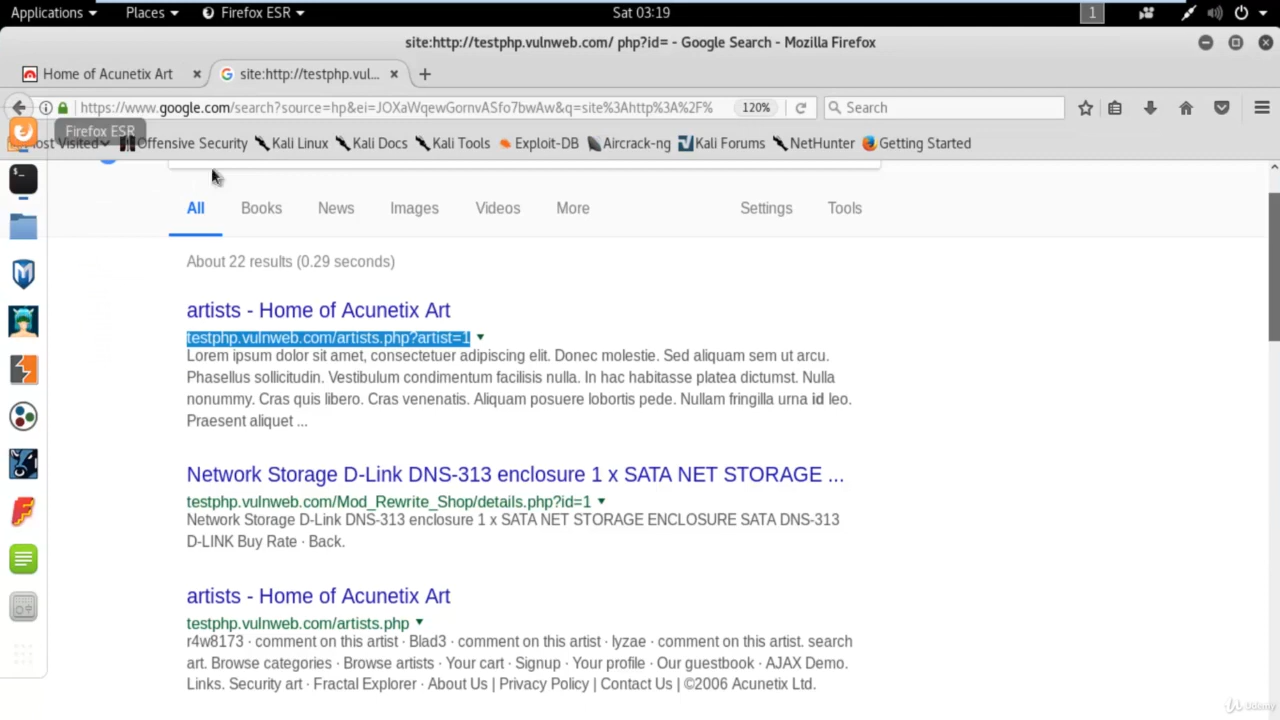 Applications Places Firefox ESR Sat 03:19 1
site:http://testphp.vulnweb.com/ php?id= - Google Search - Mozilla Firefox
Home of Acunetix Art site:http://testphp.vul...
https://www.google.com/search?source=hp&ei=JOXaWqewGornvASfo7bwAw&q=site%3Ahttp%3A%2F% 120% Search
Firefox ESR
ost Visited Offensive Security Kali Linux Kali Docs Kali Tools Exploit-DB Aircrack-ng Kali Forums NetHunter Getting Started
All Books News Images Videos More Settings Tools
About 22 results (0.29 seconds)
artists - Home of Acunetix Art
testphp.vulnweb.com/artists.php?artist=1
Lorem ipsum dolor sit amet, consectetuer adipiscing elit. Donec molestie. Sed aliquam sem ut arcu.
Phasellus sollicitudin. Vestibulum condimentum facilisis nulla. In hac habitasse platea dictumst. Nulla
nonummy. Cras quis libero. Cras venenatis. Aliquam posuere lobortis pede. Nullam fringilla urna id leo.
Praesent aliquet ...
Network Storage D-Link DNS-313 enclosure 1 x SATA NET STORAGE ...
testphp.vulnweb.com/Mod_Rewrite_Shop/details.php?id=1
Network Storage D-Link DNS-313 enclosure 1 x SATA NET STORAGE ENCLOSURE SATA DNS-313
D-LINK Buy Rate · Back.
artists - Home of Acunetix Art
testphp.vulnweb.com/artists.php
r4w8173 · comment on this artist · Blad3 · comment on this artist · lyzae · comment on this artist. search
art. Browse categories · Browse artists · Your cart · Signup · Your profile · Our guestbook · AJAX Demo.
Links. Security art · Fractal Explorer · About Us | Privacy Policy | Contact Us | ©2006 Acunetix Ltd.
udemy